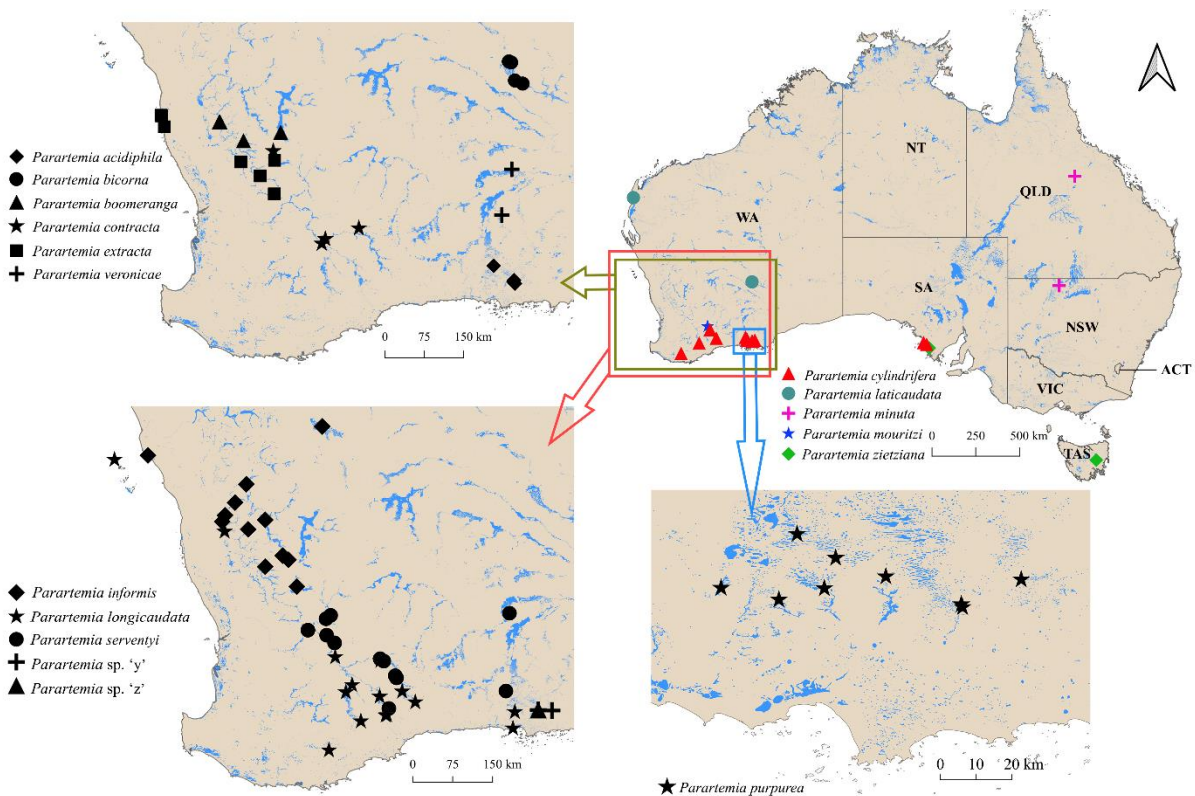 Parartemia acidiphila
Parartemia bicorna
Parartemia boomeranga
Parartemia contracta
Parartemia extracta
Parartemia veronicae
0 75 150 km
NT
QLD
WA
SA
NSW
ACT
VIC
TAS
Parartemia cylindrifera
Parartemia laticaudata
Parartemia minuta
Parartemia mouritzi
Parartemia zietziana
0 250 500 km
Parartemia informis
Parartemia longicaudata
Parartemia serventyi
Parartemia sp. ‘y’
Parartemia sp. ‘z’
0 75 150 km
0 10 20 km
Parartemia purpurea